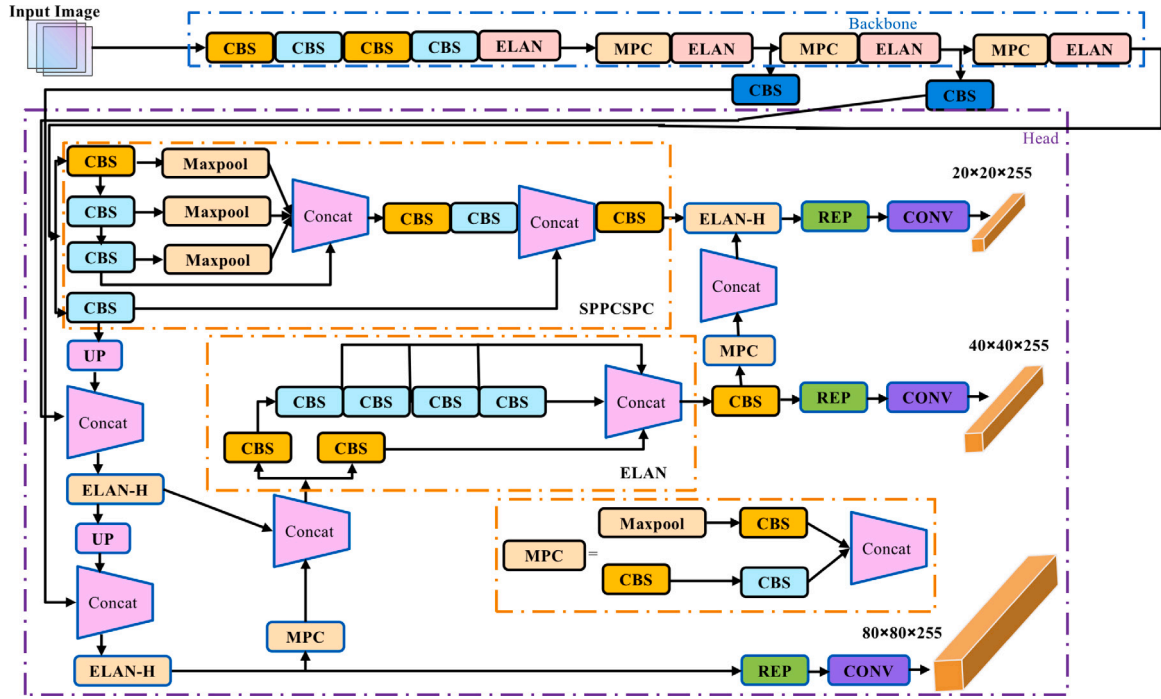 Input Image
Backbone
CBS CBS CBS CBS ELAN MPC ELAN MPC ELAN MPC ELAN
CBS CBS
Head
CBS Maxpool
20×20×255
CBS Maxpool Concat CBS CBS Concat CBS ELAN-H REP CONV
CBS Maxpool
Concat
CBS
SPPCSPC
UP
MPC
40×40×255
CBS CBS CBS CBS Concat CBS REP CONV
Concat
CBS CBS
ELAN
ELAN-H
Concat
UP
Maxpool CBS
MPC = Concat
CBS CBS
Concat
MPC
80×80×255
ELAN-H REP CONV